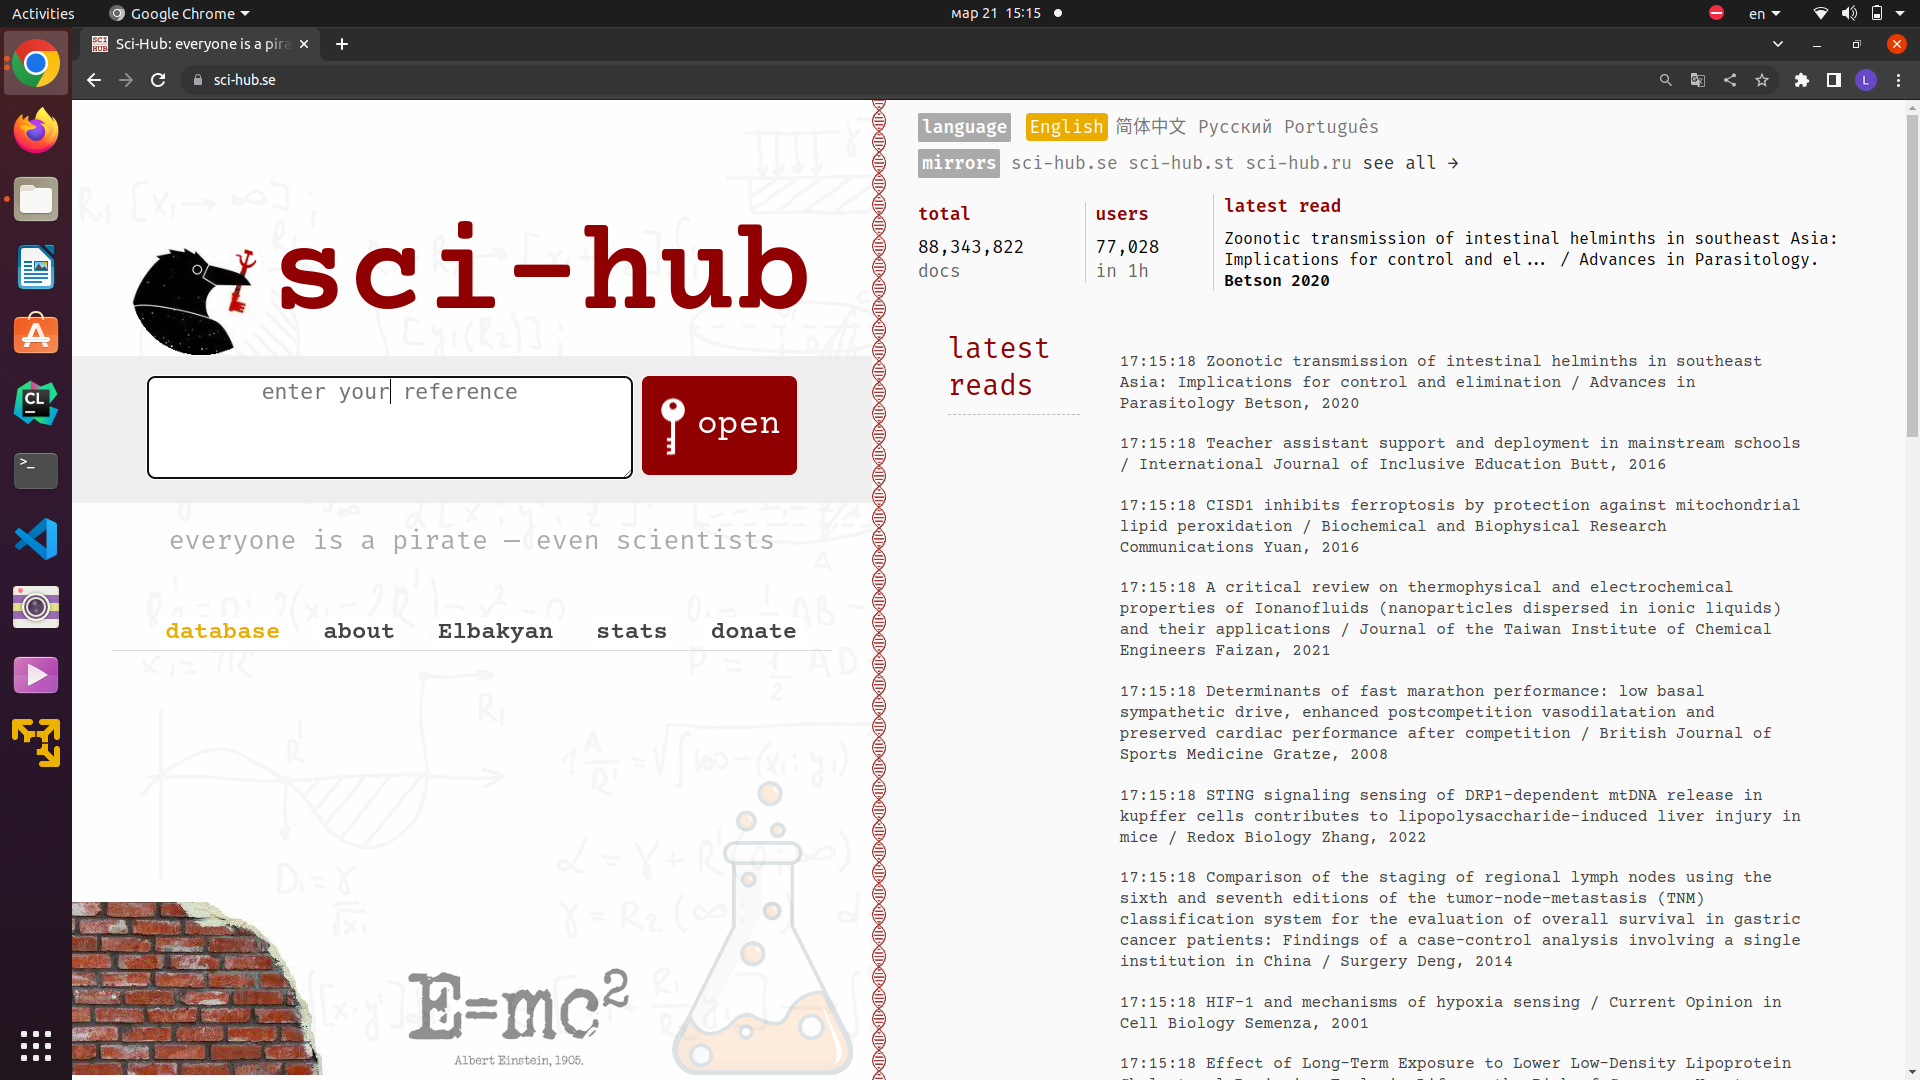 Activities
Google Chrome
мар 21 15:15
en
Sci-Hub: everyone is a pira
sci-hub.se
L
language English 简体中文 Русский Português
mirrors sci-hub.se sci-hub.st sci-hub.ru see all →
total
88,343,822
docs
users
77,028
in 1h
latest read
Zoonotic transmission of intestinal helminths in southeast Asia:
Implications for control and el... / Advances in Parasitology.
Betson 2020
sci-hub
enter your reference
open
everyone is a pirate — even scientists
database about Elbakyan stats donate
E=mc²
Albert Einstein, 1905.
latest
reads
17:15:18 Zoonotic transmission of intestinal helminths in southeast
Asia: Implications for control and elimination / Advances in
Parasitology Betson, 2020
17:15:18 Teacher assistant support and deployment in mainstream schools
/ International Journal of Inclusive Education Butt, 2016
17:15:18 CISD1 inhibits ferroptosis by protection against mitochondrial
lipid peroxidation / Biochemical and Biophysical Research
Communications Yuan, 2016
17:15:18 A critical review on thermophysical and electrochemical
properties of Ionanofluids (nanoparticles dispersed in ionic liquids)
and their applications / Journal of the Taiwan Institute of Chemical
Engineers Faizan, 2021
17:15:18 Determinants of fast marathon performance: low basal
sympathetic drive, enhanced postcompetition vasodilatation and
preserved cardiac performance after competition / British Journal of
Sports Medicine Gratze, 2008
17:15:18 STING signaling sensing of DRP1-dependent mtDNA release in
kupffer cells contributes to lipopolysaccharide-induced liver injury in
mice / Redox Biology Zhang, 2022
17:15:18 Comparison of the staging of regional lymph nodes using the
sixth and seventh editions of the tumor-node-metastasis (TNM)
classification system for the evaluation of overall survival in gastric
cancer patients: Findings of a case-control analysis involving a single
institution in China / Surgery Deng, 2014
17:15:18 HIF-1 and mechanisms of hypoxia sensing / Current Opinion in
Cell Biology Semenza, 2001
17:15:18 Effect of Long-Term Exposure to Lower Low-Density Lipoprotein